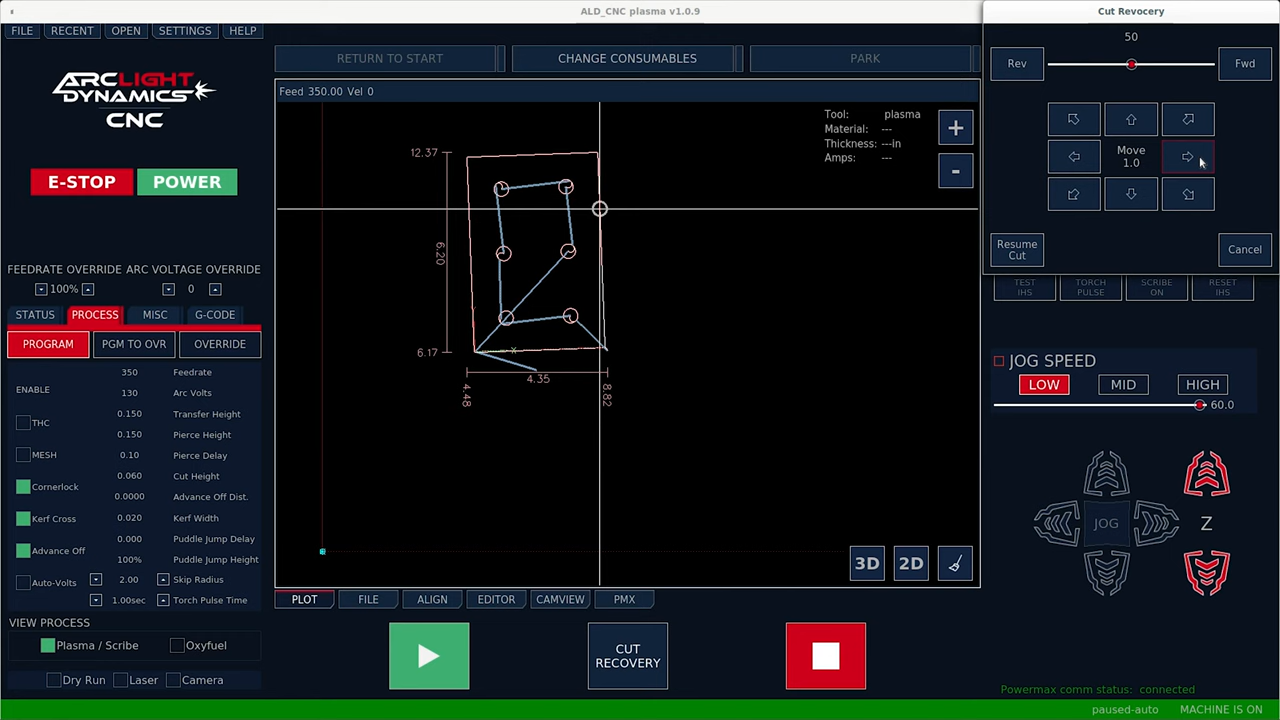 ALD_CNC plasma v1.0.9
Cut Revocery
FILE RECENT OPEN SETTINGS HELP
ARCLIGHT
DYNAMICS
CNC
E-STOP POWER
FEEDRATE OVERRIDE ARC VOLTAGE OVERRIDE
100% 0
STATUS PROCESS MISC G-CODE
PROGRAM PGM TO OVR OVERRIDE
ENABLE
THC
MESH
Cornerlock
Kerf Cross
Advance Off
Auto-Volts
350 Feedrate
130 Arc Volts
0.150 Transfer Height
0.150 Pierce Height
0.10 Pierce Delay
0.060 Cut Height
0.0000 Advance Off Dist.
0.020 Kerf Width
0.000 Puddle Jump Delay
100% Puddle Jump Height
2.00 Skip Radius
1.00sec Torch Pulse Time
VIEW PROCESS
Plasma / Scribe Oxyfuel
Dry Run Laser Camera
RETURN TO START CHANGE CONSUMABLES PARK
Feed 350.00 Vel 0
Tool: plasma
Material: ---
Thickness: ---in
Amps: ---
+
-
12.37
6.20
6.17
X
4.48
4.35
8.82
3D 2D
PLOT FILE ALIGN EDITOR CAMVIEW PMX
CUT
RECOVERY
50
Rev Fwd
Move
1.0
Resume
Cut
Cancel
TEST
IHS
TORCH
PULSE
SCRIBE
ON
RESET
IHS
JOG SPEED
LOW MID HIGH
60.0
JOG Z
Powermax comm status: connected
paused-auto MACHINE IS ON